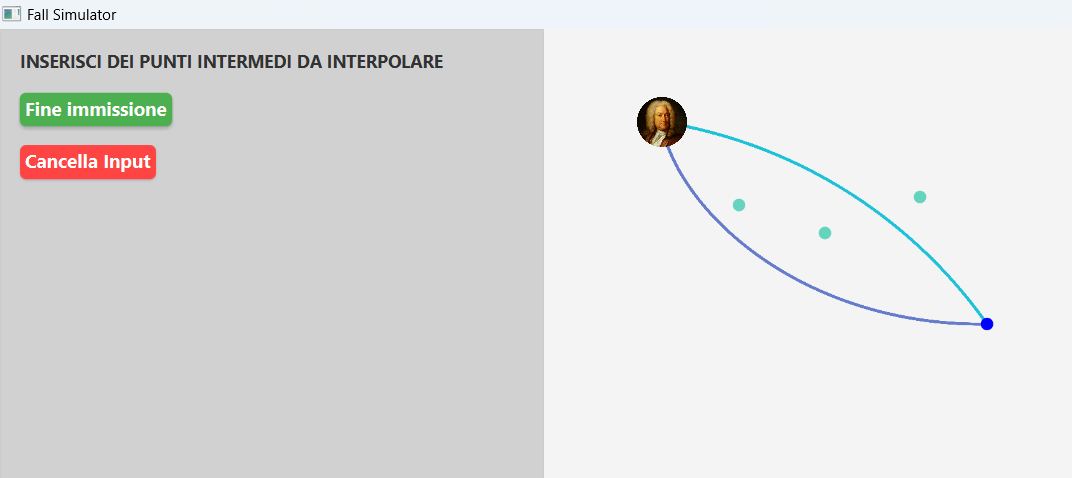 Fall Simulator
INSERISCI DEI PUNTI INTERMEDI DA INTERPOLARE
Fine immissione
Cancella Input